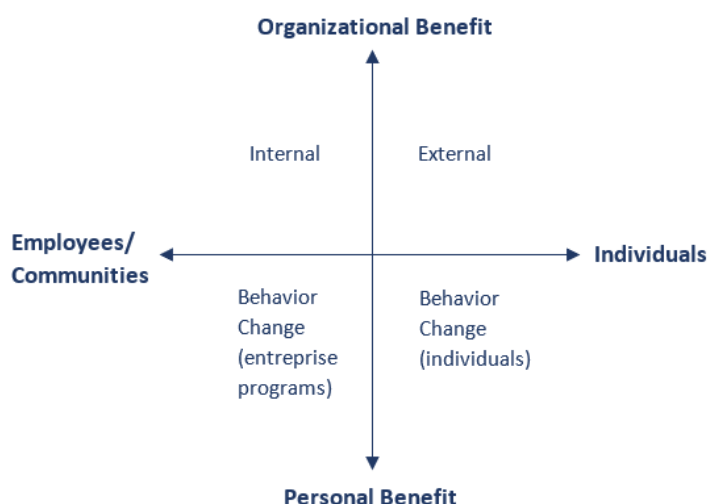 Organizational Benefit
Internal
External
Employees/
Communities
Individuals
Behavior
Change
(entreprise
programs)
Behavior
Change
(individuals)
Personal Benefit